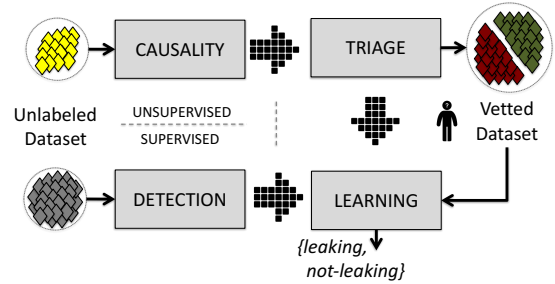 CAUSALITY
TRIAGE
Unlabeled
Dataset
UNSUPERVISED
SUPERVISED
?
Vetted
Dataset
DETECTION
LEARNING
{leaking,
not-leaking}